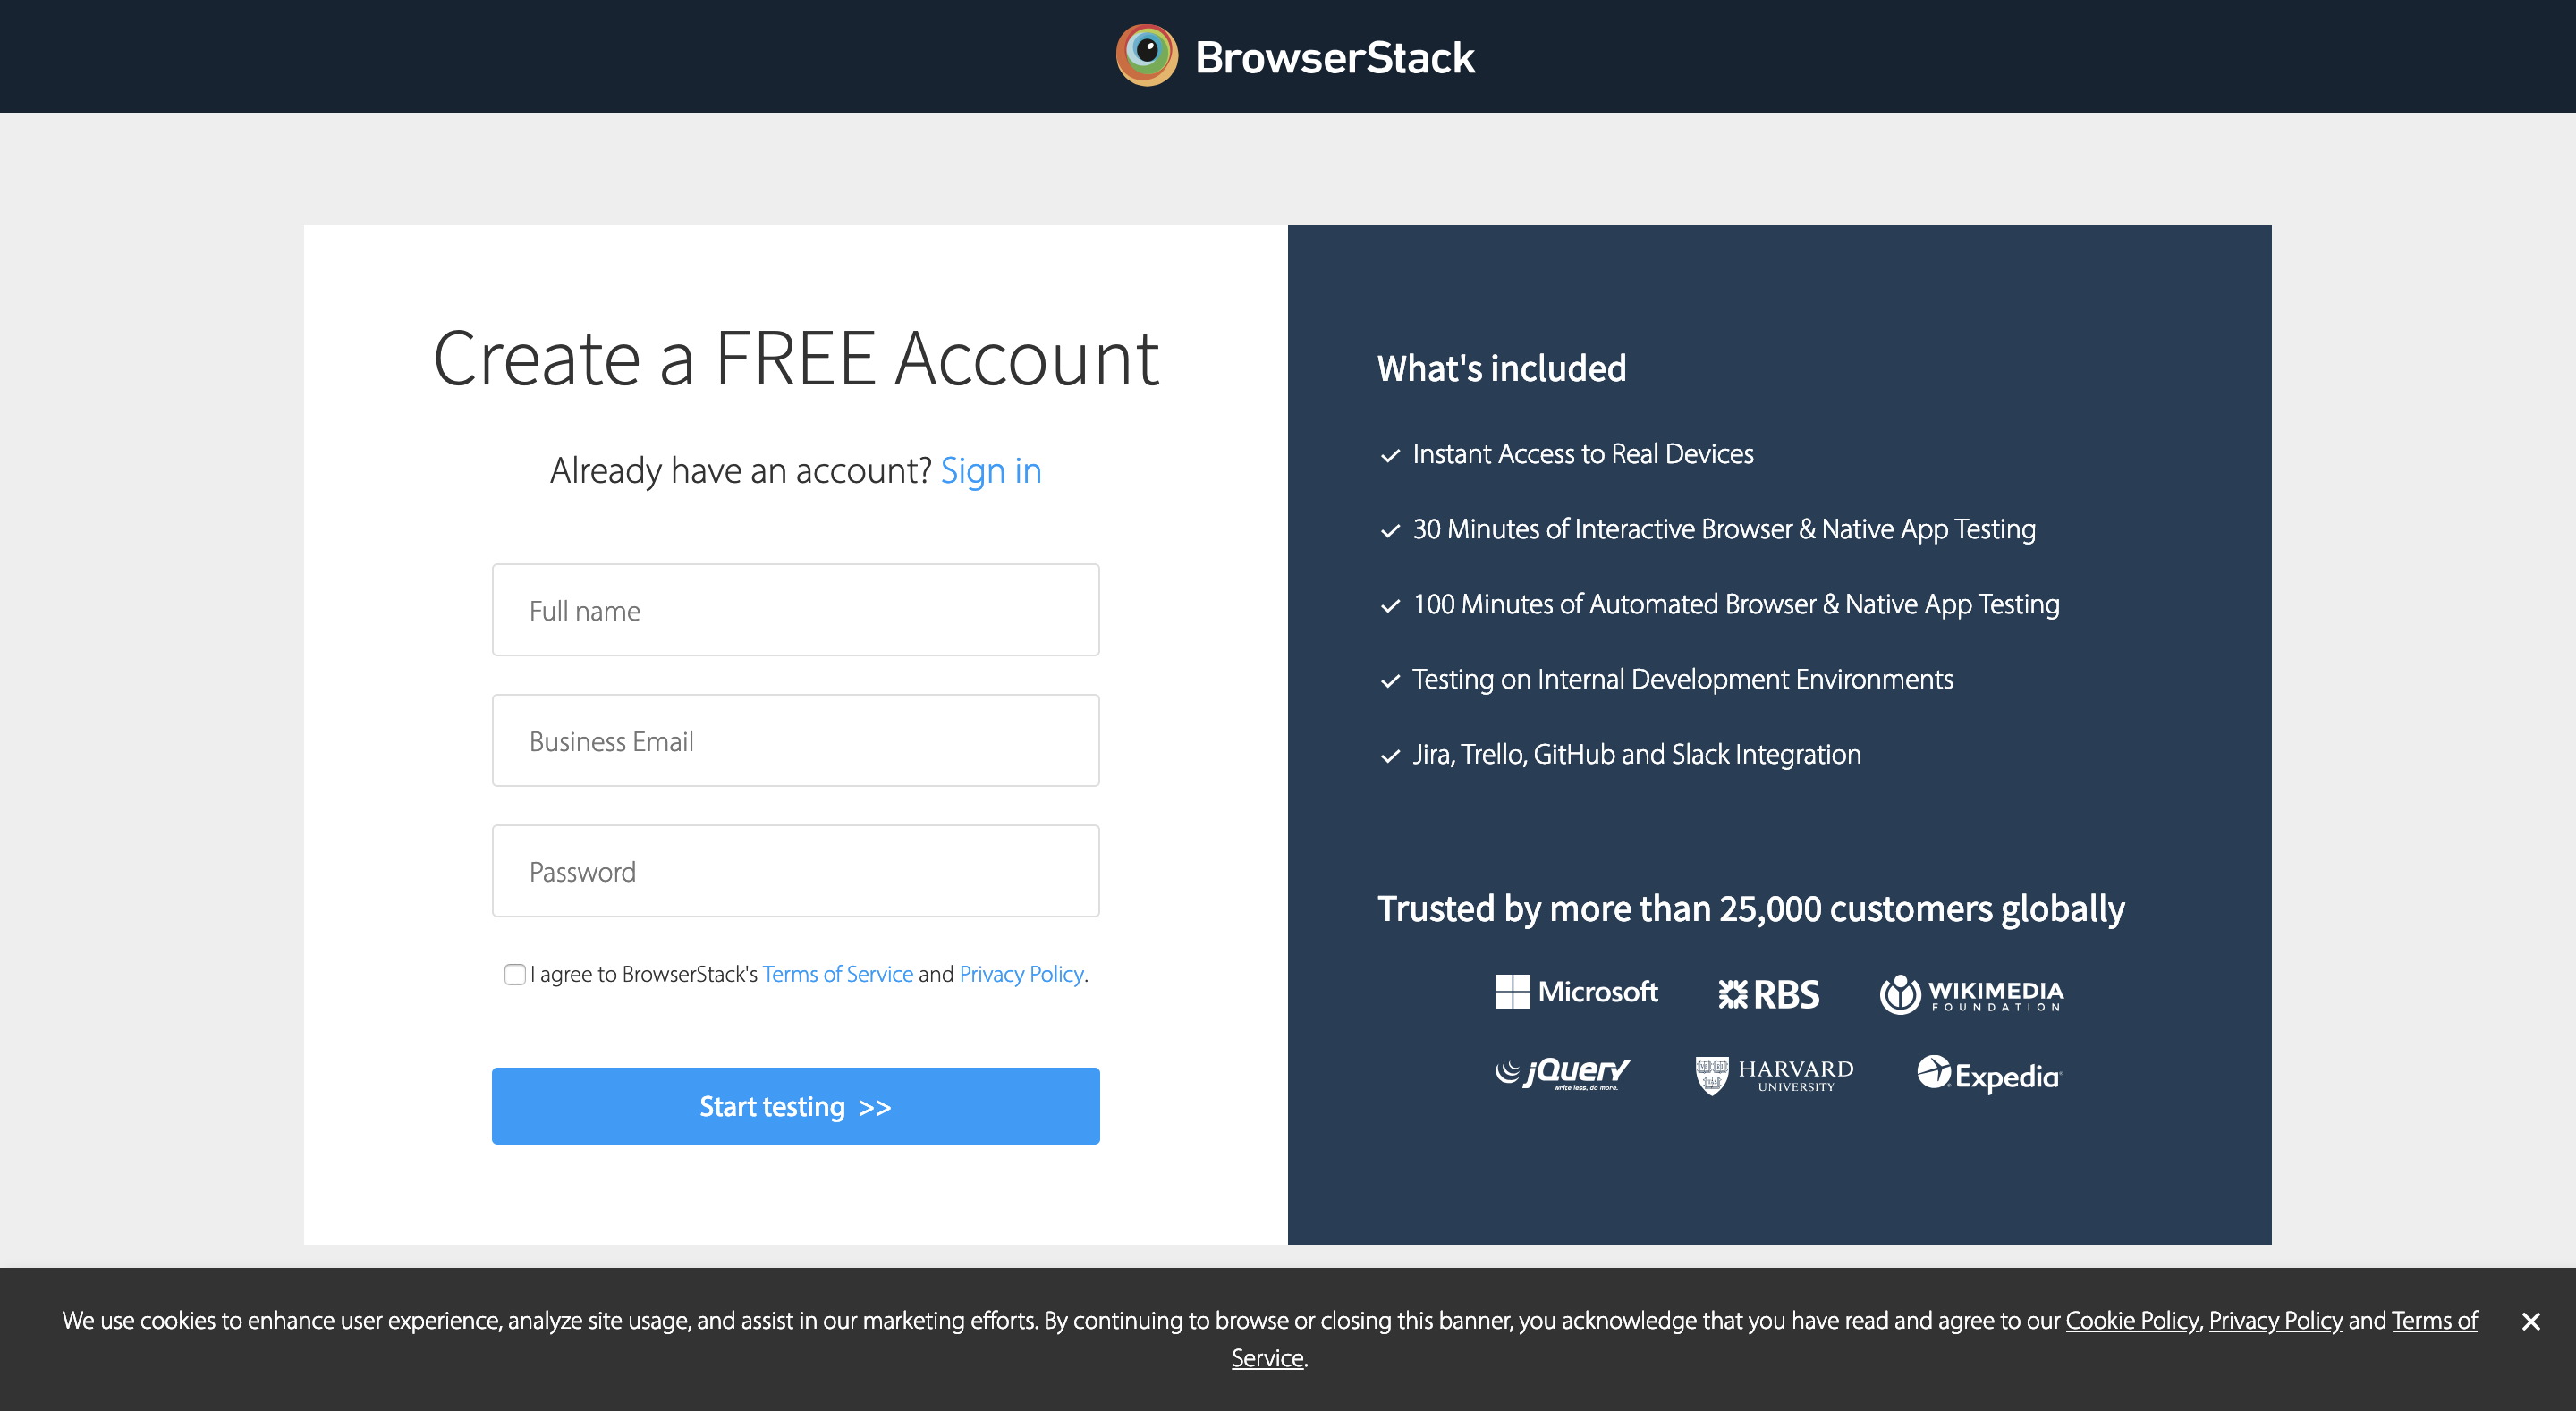 BrowserStack
Create a FREE Account
Already have an account? Sign in
Full name
Business Email
Password
I agree to BrowserStack's Terms of Service and Privacy Policy.
Start testing >>
What's included
Instant Access to Real Devices
30 Minutes of Interactive Browser & Native App Testing
100 Minutes of Automated Browser & Native App Testing
Testing on Internal Development Environments
Jira, Trello, GitHub and Slack Integration
Trusted by more than 25,000 customers globally
Microsoft
RBS
WIKIMEDIA
FOUNDATION
jQuery
write less, do more.
HARVARD
UNIVERSITY
Expedia
We use cookies to enhance user experience, analyze site usage, and assist in our marketing efforts. By continuing to browse or closing this banner, you acknowledge that you have read and agree to our Cookie Policy, Privacy Policy and Terms of
Service.